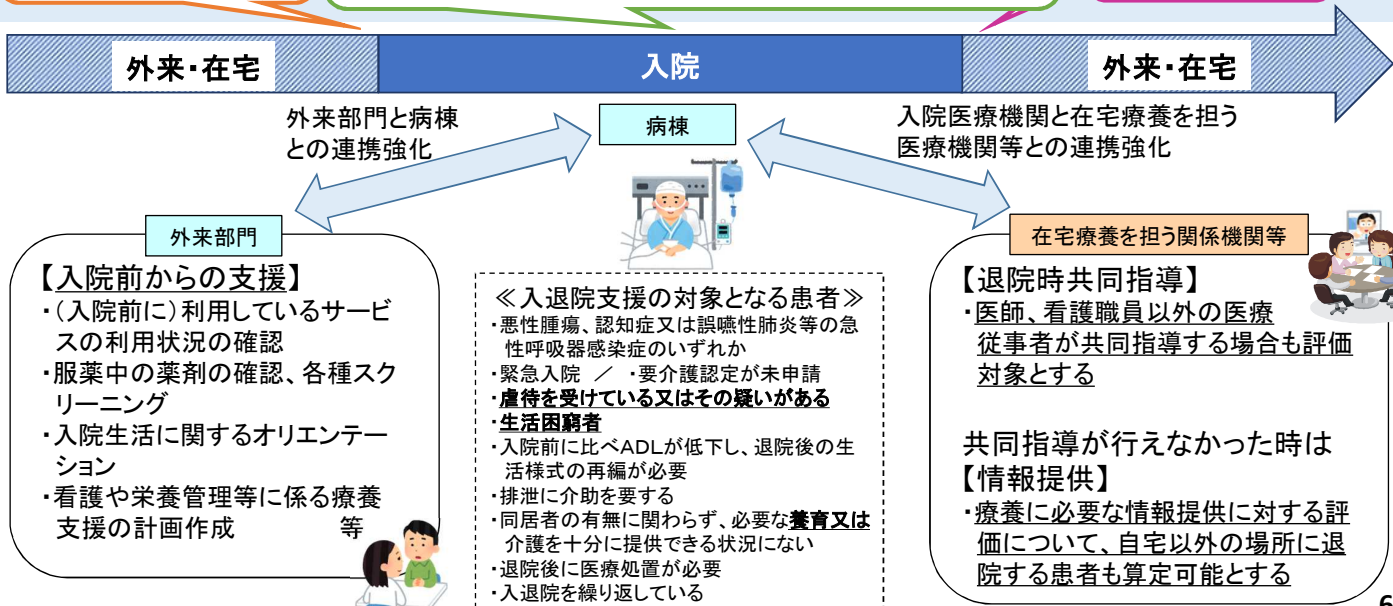 外来・在宅
入院
外来・在宅
外来部門と病棟
との連携強化
病棟
入院医療機関と在宅療養を担う
医療機関等との連携強化
外来部門
【入院前からの支援】
・(入院前に)利用しているサービ
スの利用状況の確認
・服薬中の薬剤の確認、各種スク
リーニング
・入院生活に関するオリエンテー
ション
・看護や栄養管理等に係る療養
支援の計画作成 等
≪入退院支援の対象となる患者≫
・悪性腫瘍、認知症又は誤嚥性肺炎等の急
性呼吸器感染症のいずれか
・緊急入院 / ・要介護認定が未申請
・虐待を受けている又はその疑いがある
・生活困窮者
・入院前に比べADLが低下し、退院後の生
活様式の再編が必要
・排泄に介助を要する
・同居者の有無に関わらず、必要な養育又は
介護を十分に提供できる状況にない
・退院後に医療処置が必要
・入退院を繰り返している
在宅療養を担う関係機関等
【退院時共同指導】
・医師、看護職員以外の医療
従事者が共同指導する場合も評価
対象とする
共同指導が行えなかった時は
【情報提供】
・療養に必要な情報提供に対する評
価について、自宅以外の場所に退
院する患者も算定可能とする
6